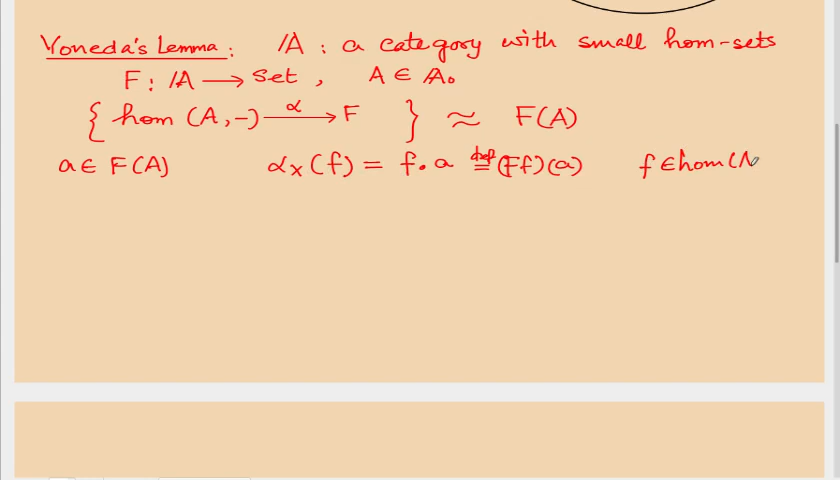 Yoneda's Lemma : 𝔸 : a category with small hom-sets
F : 𝔸 ⟶ Set , A ∈ 𝔸₀
{ hom (A, –) —α→ F } ≈ F(A)
a ∈ F(A) α_X (f) = f . a ≝ (Ff)(a) f ∈ hom (A